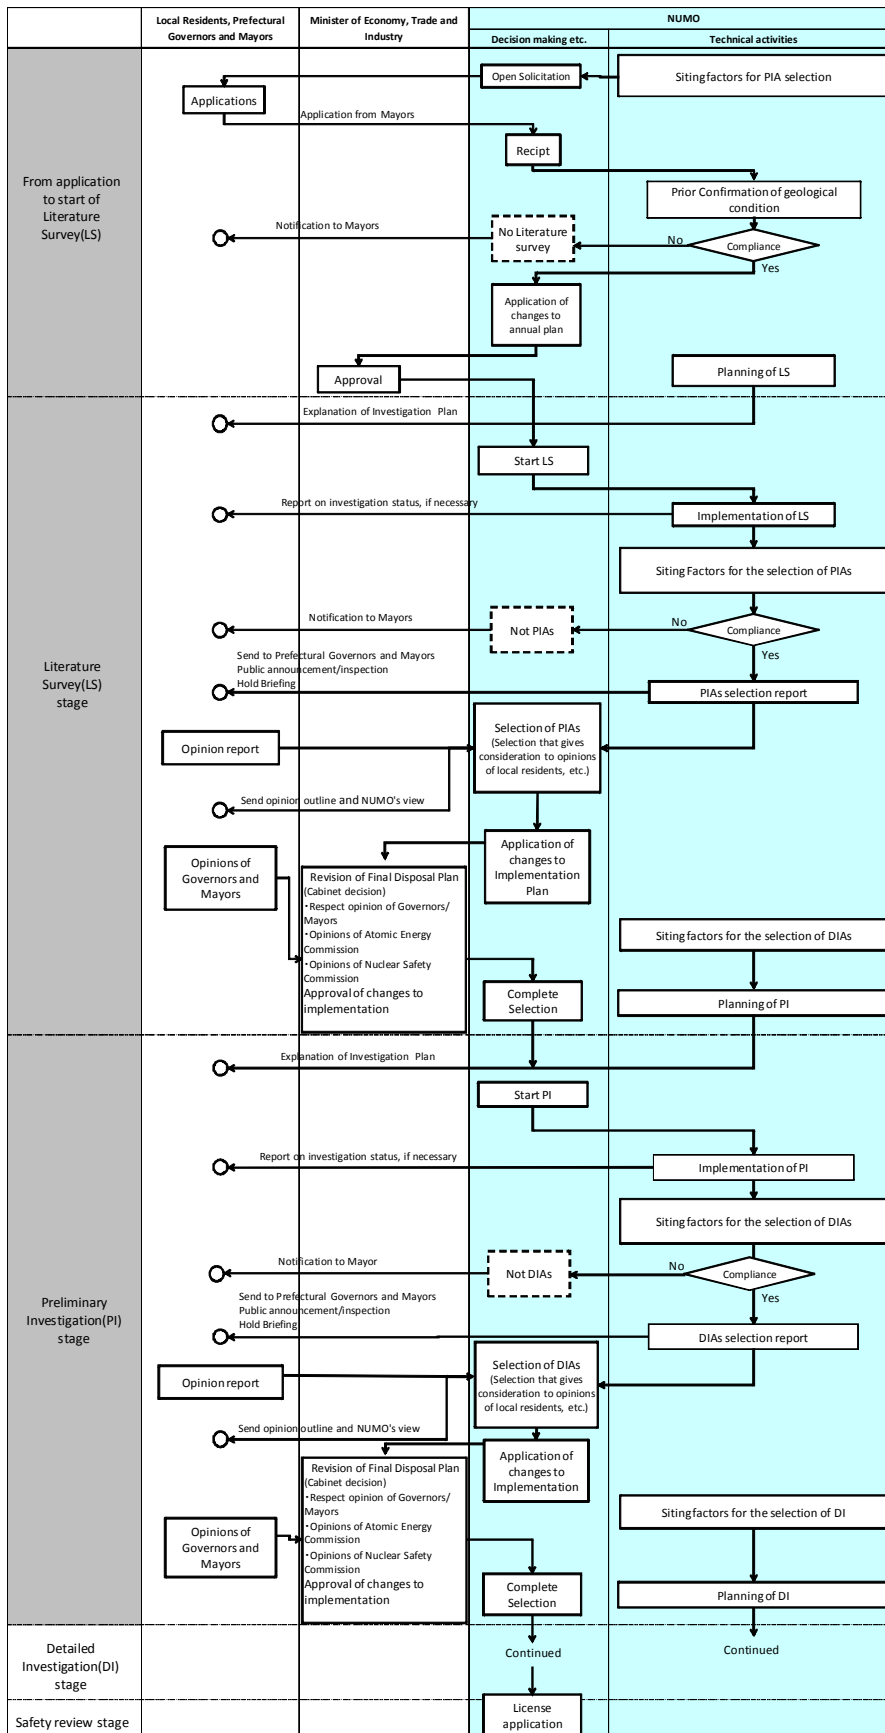 Local Residents, Prefectural
Governors and Mayors
Minister of Economy, Trade and
Industry
NUMO
Decision making etc.
Technical activities
From application
to start of
Literature
Survey(LS)
Open Solicitation
Siting factors for PIA selection
Applications
Application from Mayors
Recipt
Prior Confirmation of geological
condition
Notification to Mayors
No Literature
survey
No
Compliance
Yes
Application of
changes to
annual plan
Approval
Planning of LS
Literature
Survey(LS)
stage
Explanation of Investigation Plan
Start LS
Report on investigation status, if necessary
Implementation of LS
Siting Factors for the selection of PIAs
Notification to Mayors
Not PIAs
No
Compliance
Yes
Send to Prefectural Governors and Mayors
Public announcement/inspection
Hold Briefing
PIAs selection report
Selection of PIAs
(Selection that gives
consideration to opinions
of local residents, etc.)
Opinion report
Send opinion outline and NUMO's view
Application of
changes to
Implementation
Plan
Opinions of
Governors and
Mayors
Revision of Final Disposal Plan
(Cabinet decision)
・Respect opinion of Governors/
Mayors
・Opinions of Atomic Energy
Commission
・Opinions of Nuclear Safety
Commission
Approval of changes to
implementation
Siting factors for the selection of DIAs
Complete
Selection
Planning of PI
Preliminary
Investigation(PI)
stage
Explanation of Investigation Plan
Start PI
Report on investigation status, if necessary
Implementation of PI
Siting factors for the selection of DIAs
Notification to Mayor
Not DIAs
No
Compliance
Yes
Send to Prefectural Governors and Mayors
Public announcement/inspection
Hold Briefing
DIAs selection report
Selection of DIAs
(Selection that gives
consideration to opinions
of local residents, etc.)
Opinion report
Send opinion outline and NUMO's view
Application of
changes to
Implementation
Revision of Final Disposal Plan
(Cabinet decision)
・Respect opinion of Governors/
Mayors
・Opinions of Atomic Energy
Commission
・Opinions of Nuclear Safety
Commission
Approval of changes to
implementation
Siting factors for the selection of DI
Opinions of
Governors and
Mayors
Complete
Selection
Planning of DI
Detailed
Investigation(DI)
stage
Continued
Continued
Safety review stage
License
application